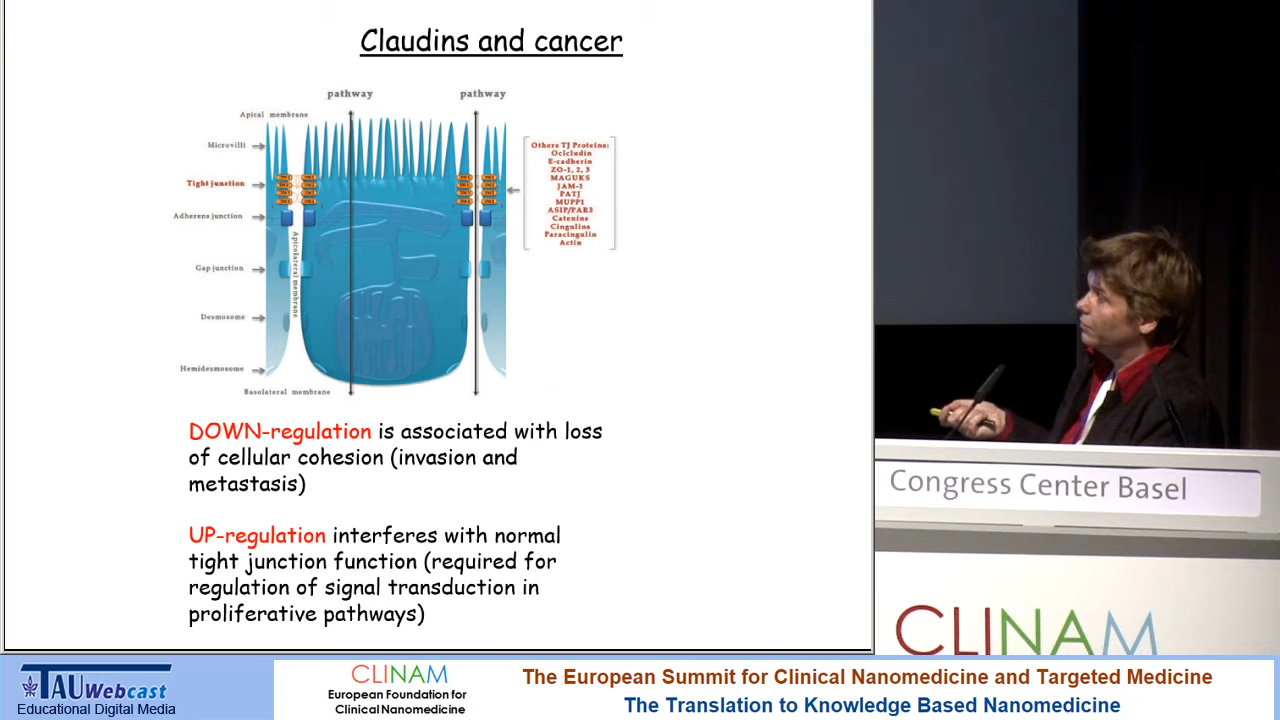 Claudins and cancer
pathway
pathway
Apical membrane
Microvilli
Tight junction
Adherens junction
Gap junction
Desmosome
Hemidesmosome
Basolateral membrane
Apicolateral membrane
Others TJ Proteins:
Oclcludin
E-cadherin
ZO-1, 2, 3
MAGUKS
JAM-1
PATJ
MUPP1
ASIP/PAR3
Catenins
Cingulins
Paracingulin
Actin
DOWN-regulation is associated with loss
of cellular cohesion (invasion and
metastasis)
UP-regulation interferes with normal
tight junction function (required for
regulation of signal transduction in
proliferative pathways)
Congress Center Basel
CLINAM
TAU Webcast
Educational Digital Media
CLINAM
European Foundation for
Clinical Nanomedicine
The European Summit for Clinical Nanomedicine and Targeted Medicine
The Translation to Knowledge Based Nanomedicine